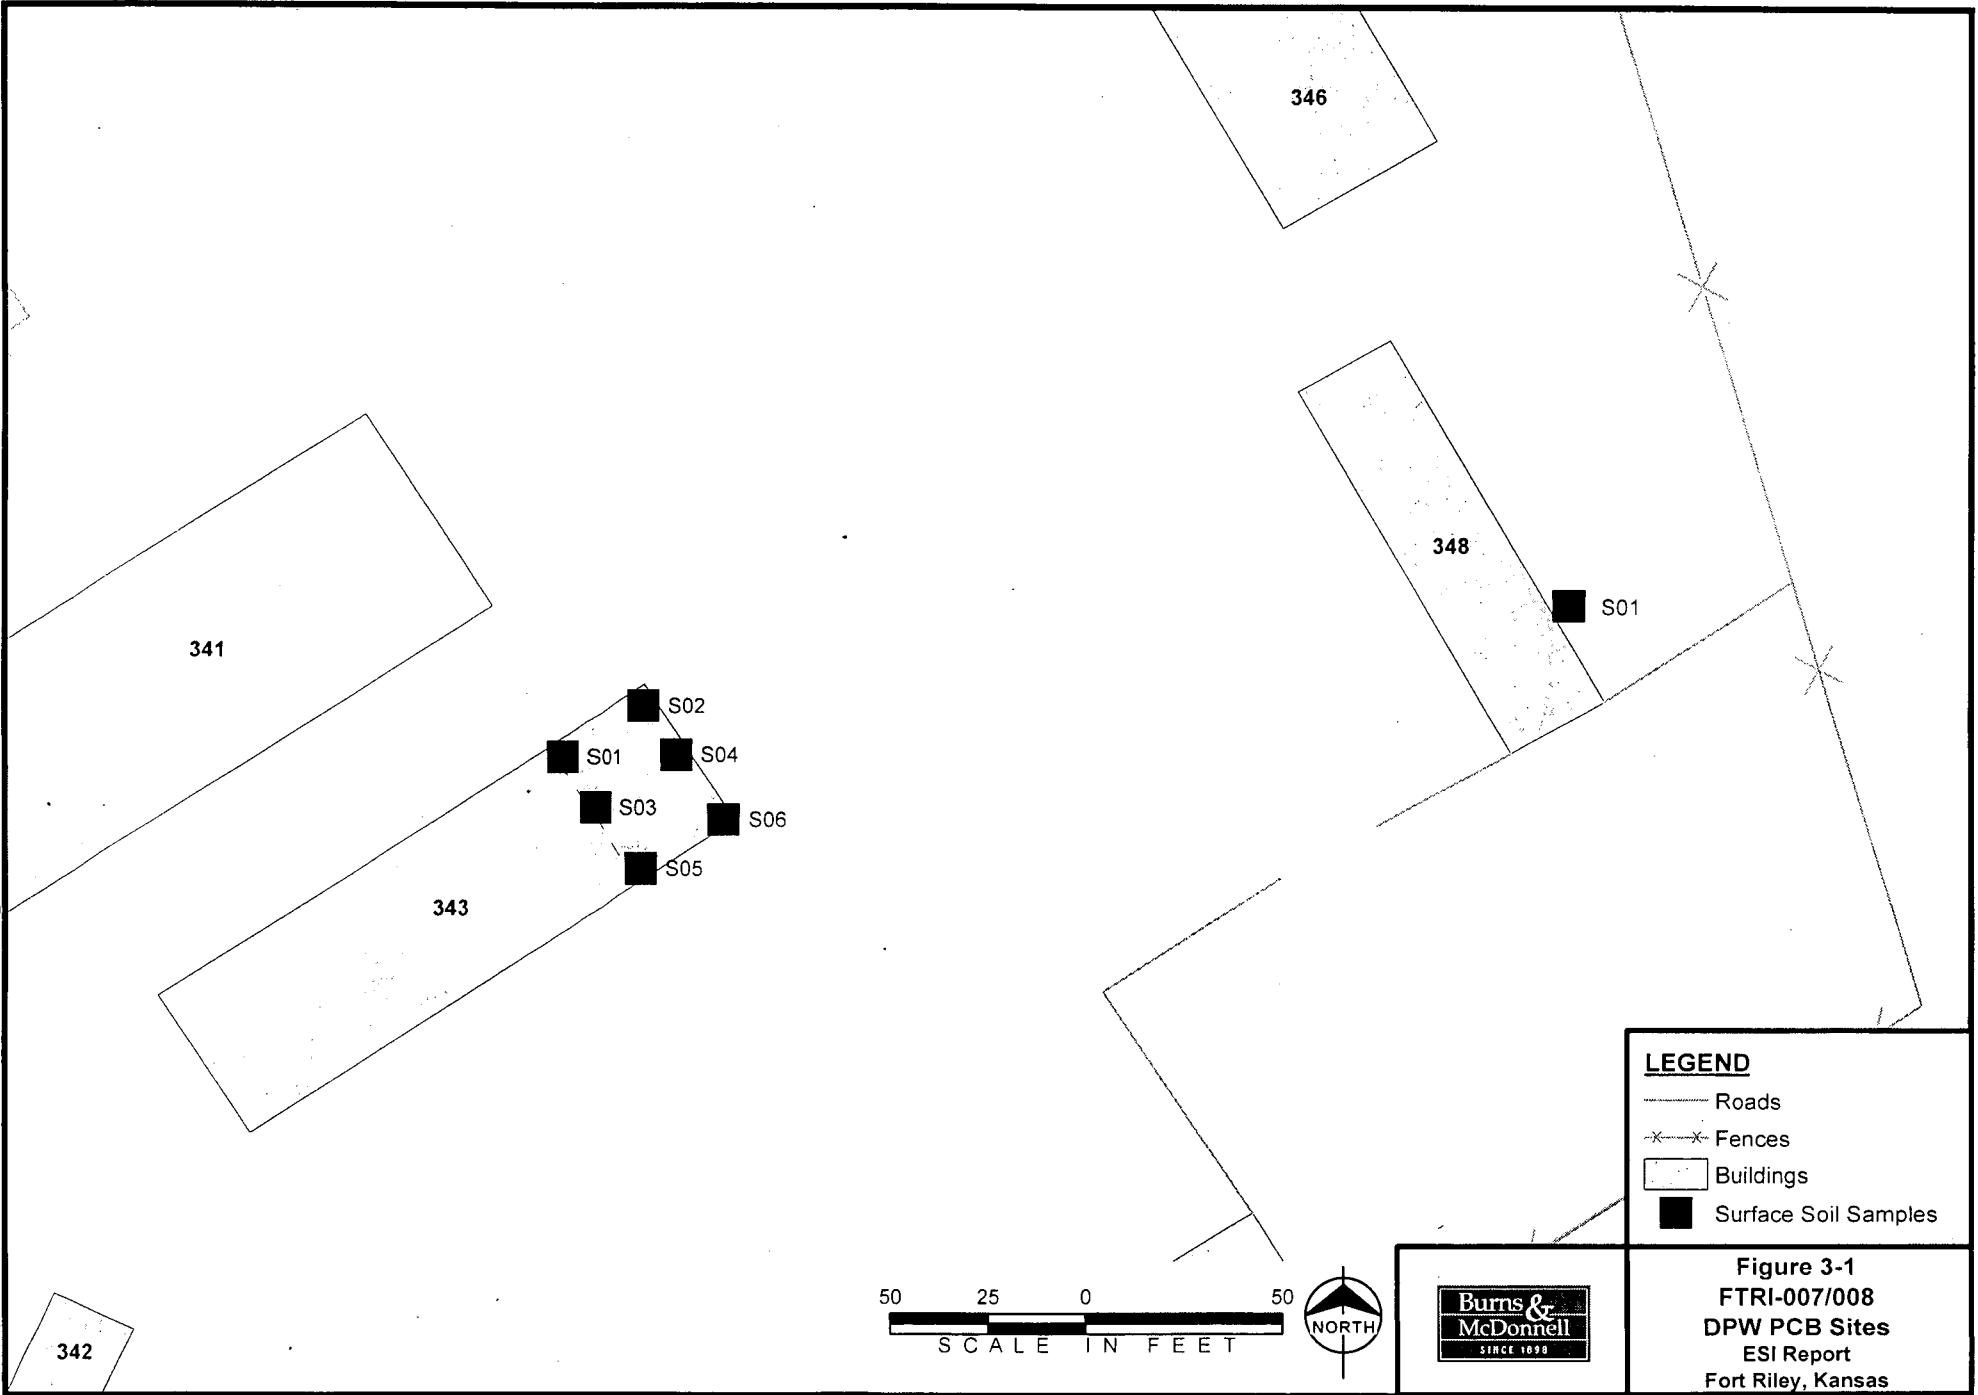 346
348
S01
341
S02
S01
S04
S03
S06
S05
343
342
LEGEND
Roads
Fences
Buildings
Surface Soil Samples
50 25 0 50
SCALE IN FEET
NORTH
Burns &
McDonnell
SINCE 1898
Figure 3-1
FTRI-007/008
DPW PCB Sites
ESI Report
Fort Riley, Kansas